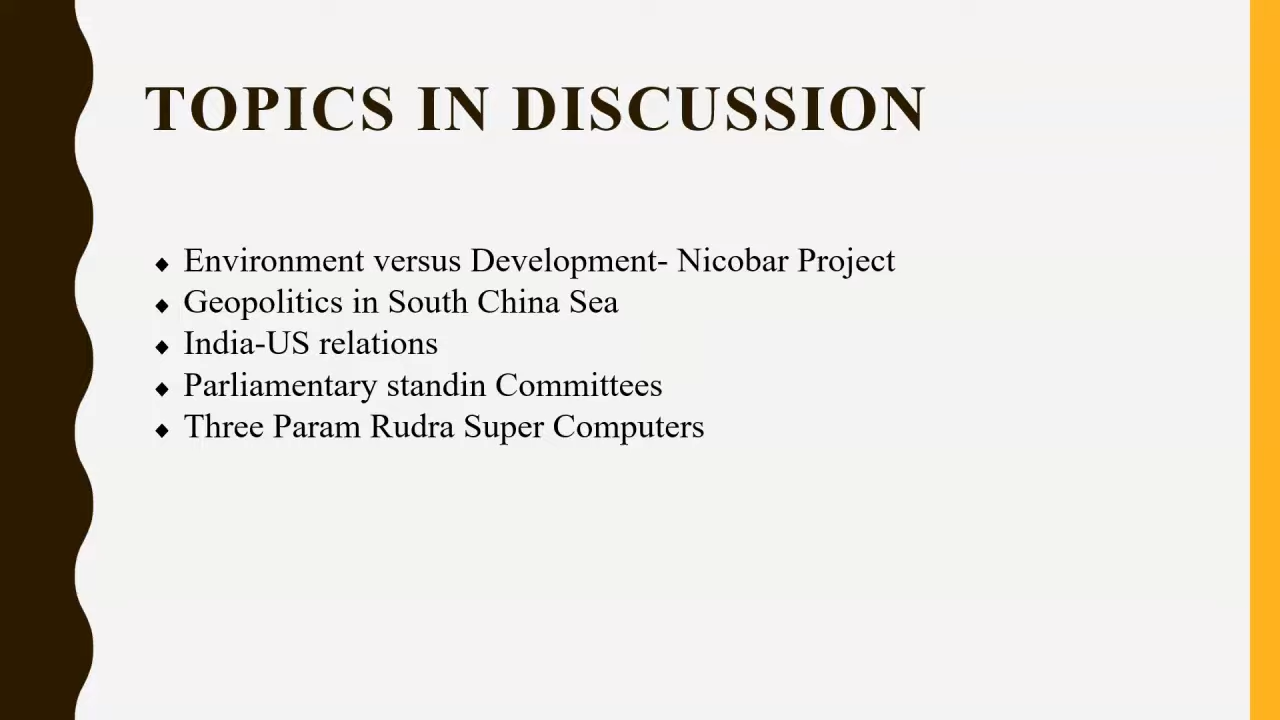 TOPICS IN DISCUSSION
◆ Environment versus Development- Nicobar Project
◆ Geopolitics in South China Sea
◆ India-US relations
◆ Parliamentary standin Committees
◆ Three Param Rudra Super Computers